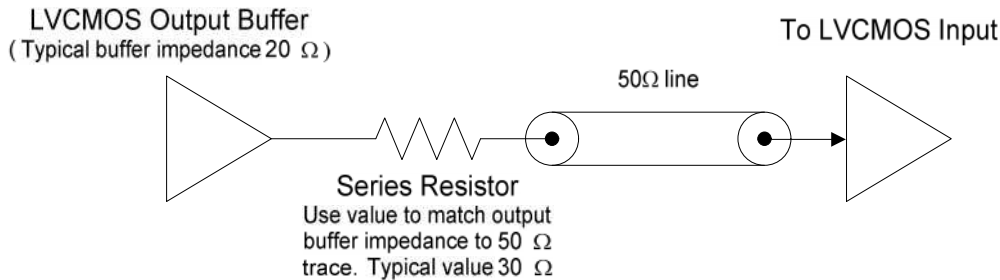 LVCMOS Output Buffer
( Typical buffer impedance 20 Ω )
To LVCMOS Input
50Ω line
Series Resistor
Use value to match output
buffer impedance to 50 Ω
trace. Typical value 30 Ω